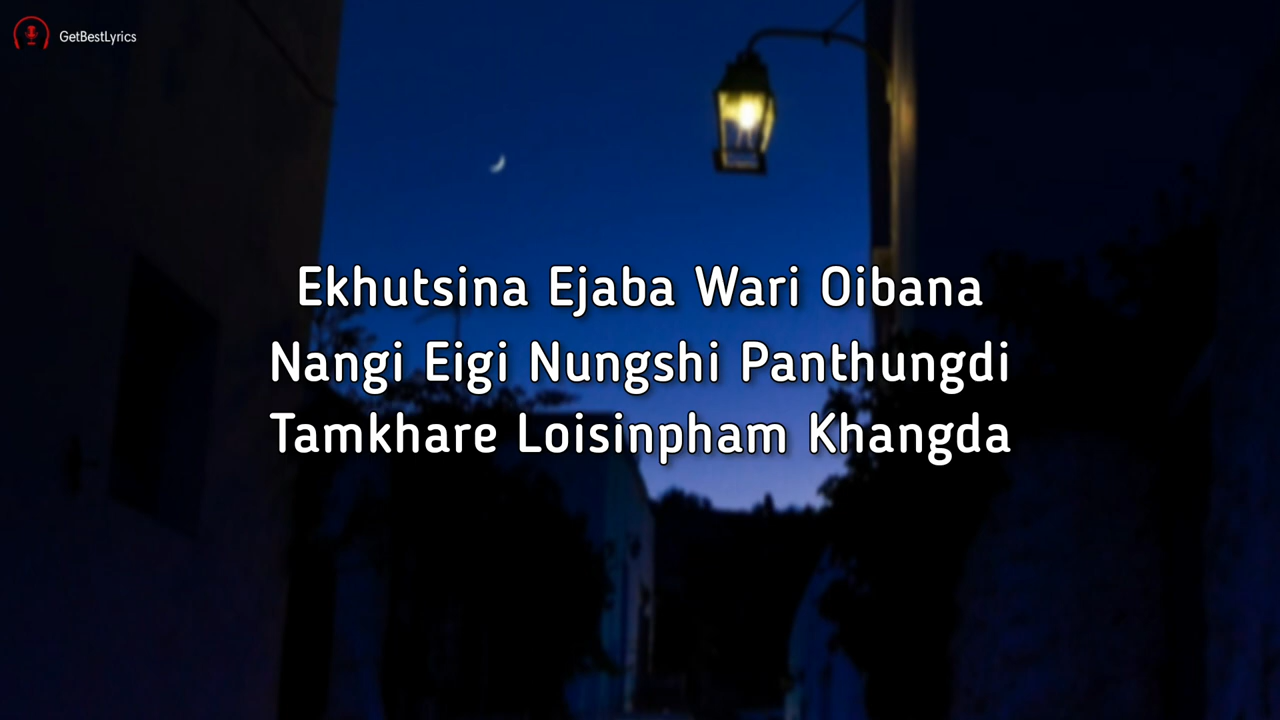 GetBestLyrics
Ekhutsina Ejaba Wari Oibana
Nangi Eigi Nungshi Panthungdi
Tamkhare Loisinpham Khangda